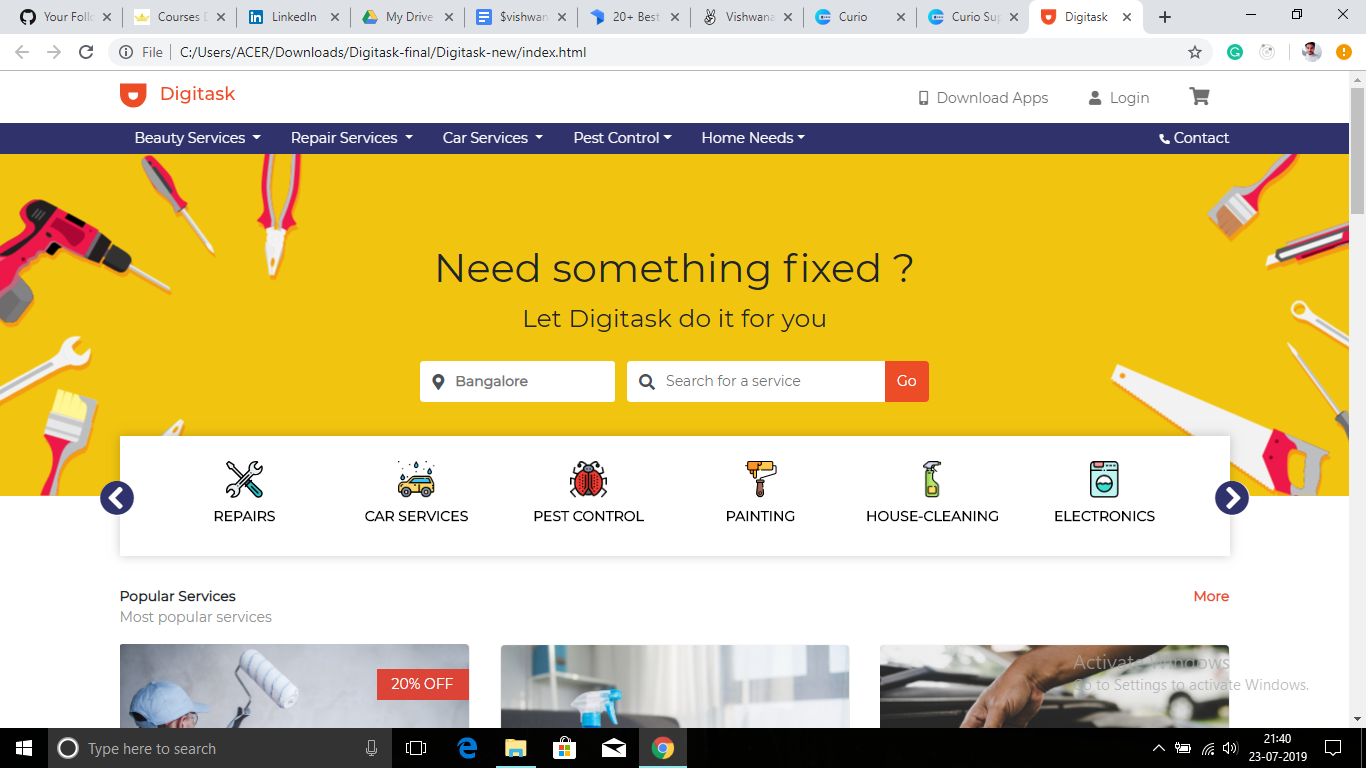 Your Follo
Courses D
LinkedIn
My Drive
$vishwan
20+ Best
Vishwana
Curio
Curio Sup
Digitask
File
C:/Users/ACER/Downloads/Digitask-final/Digitask-new/index.html
Digitask
Download Apps
Login
Beauty Services
Repair Services
Car Services
Pest Control
Home Needs
Contact
Need something fixed ?
Let Digitask do it for you
Bangalore
Search for a service
Go
REPAIRS
CAR SERVICES
PEST CONTROL
PAINTING
HOUSE-CLEANING
ELECTRONICS
Popular Services
More
Most popular services
20% OFF
Activate Windows
Go to Settings to activate Windows.
Type here to search
21:40
23-07-2019